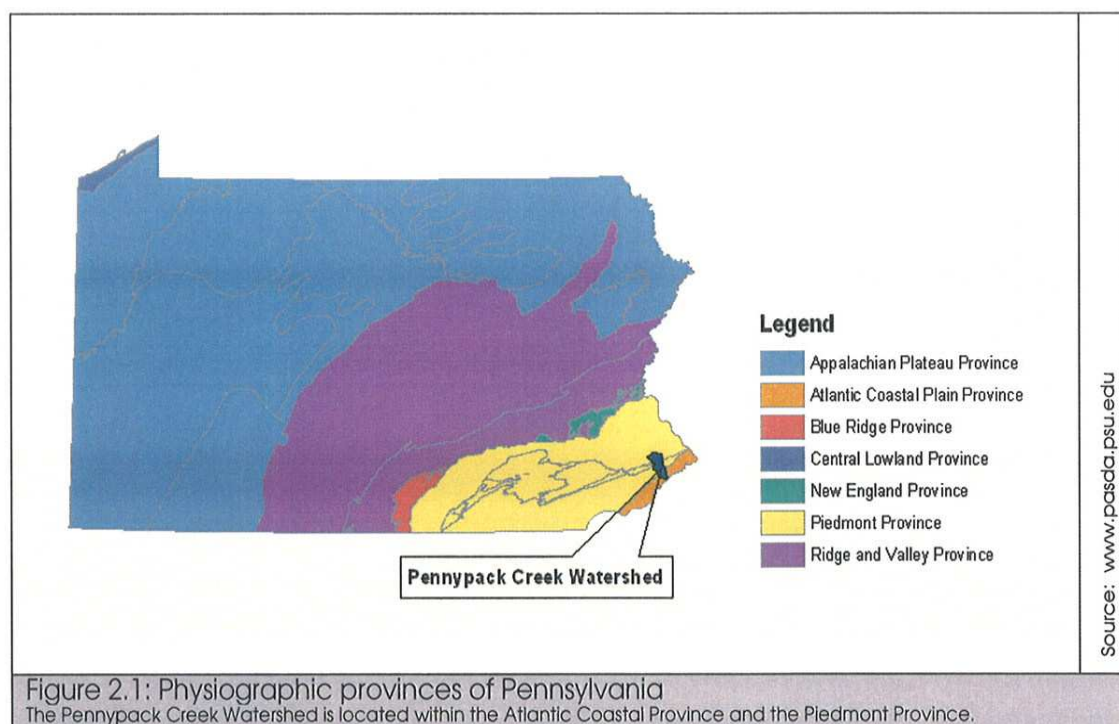 Legend
Appalachian Plateau Province
Atlantic Coastal Plain Province
Blue Ridge Province
Central Lowland Province
New England Province
Piedmont Province
Ridge and Valley Province
Pennypack Creek Watershed
Source: www.pasda.psu.edu
Figure 2.1: Physiographic provinces of Pennsylvania
The Pennypack Creek Watershed is located within the Atlantic Coastal Province and the Piedmont Province.